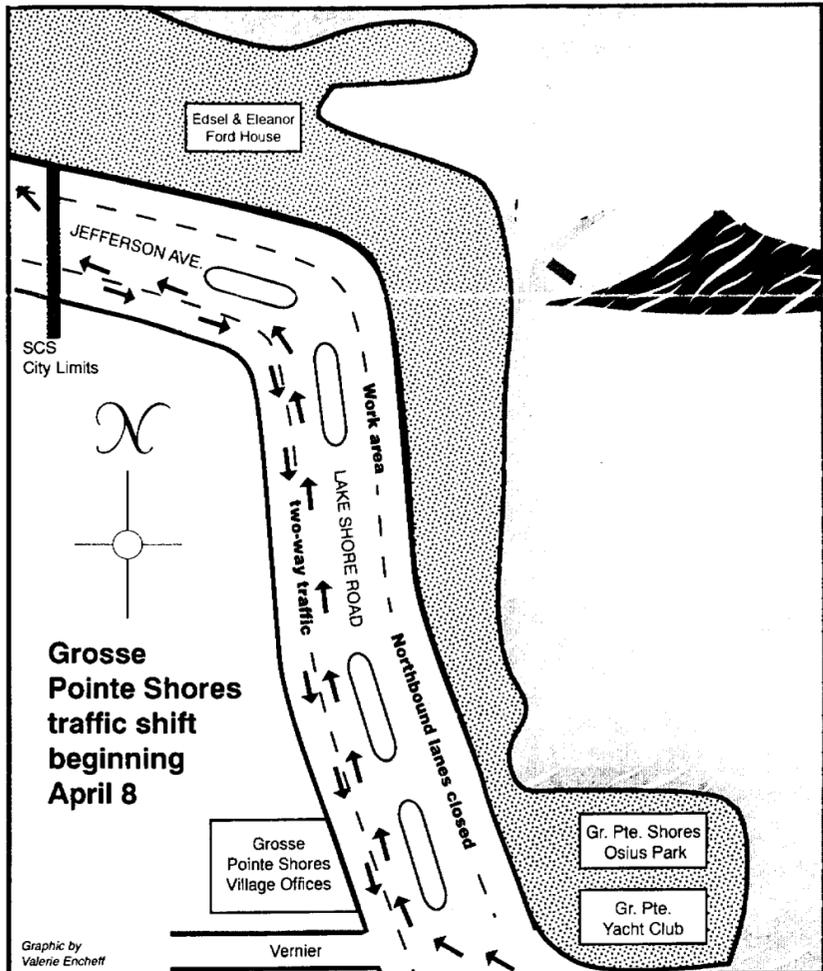 Edsel & Eleanor
Ford House
JEFFERSON AVE.
SCS
City Limits
N
Work area
LAKE SHORE ROAD
two-way traffic
Northbound lanes closed
Grosse
Pointe Shores
traffic shift
beginning
April 8
Grosse
Pointe Shores
Village Offices
Gr. Pte. Shores
Osius Park
Gr. Pte.
Yacht Club
Vernier
Graphic by
Valerie Encheff